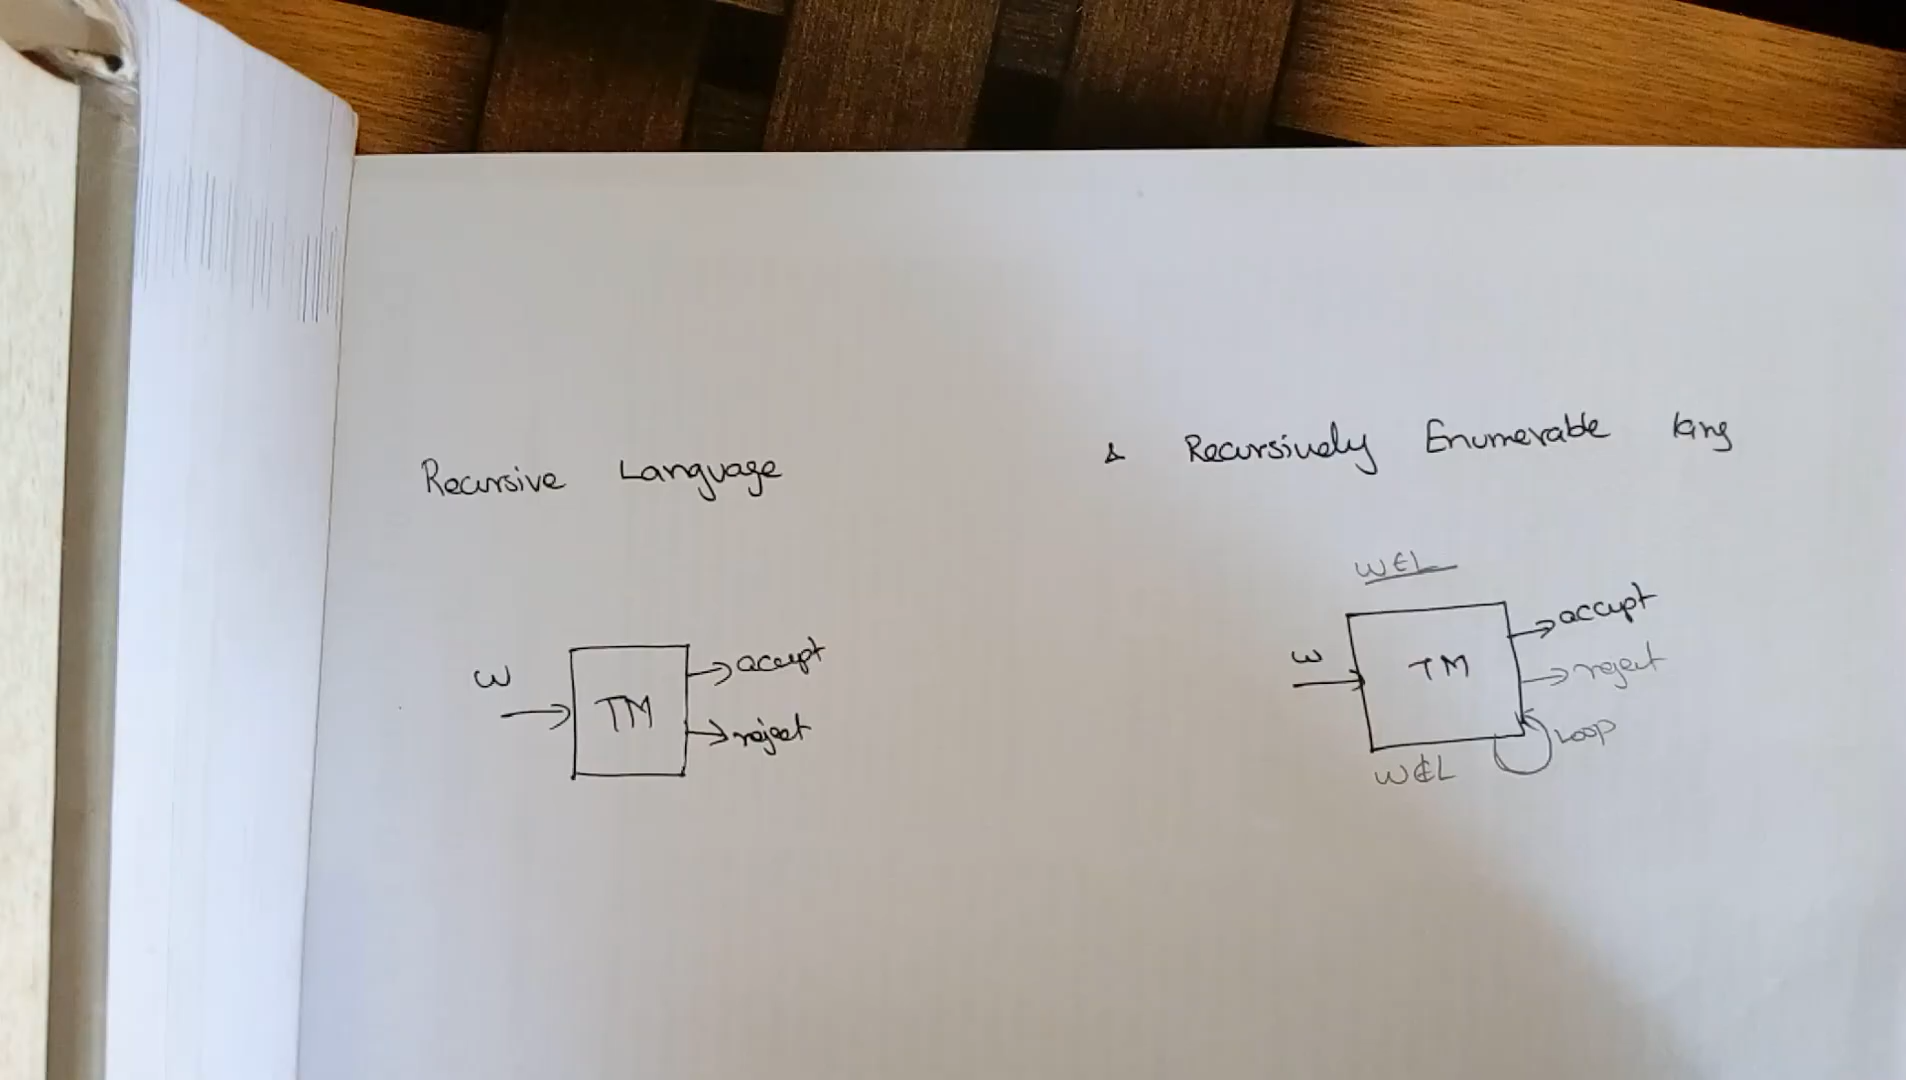 Recursive Language & Recursively Enumerable lang
w TM accept reject
w∈L
w TM accept reject Loop
w∉L